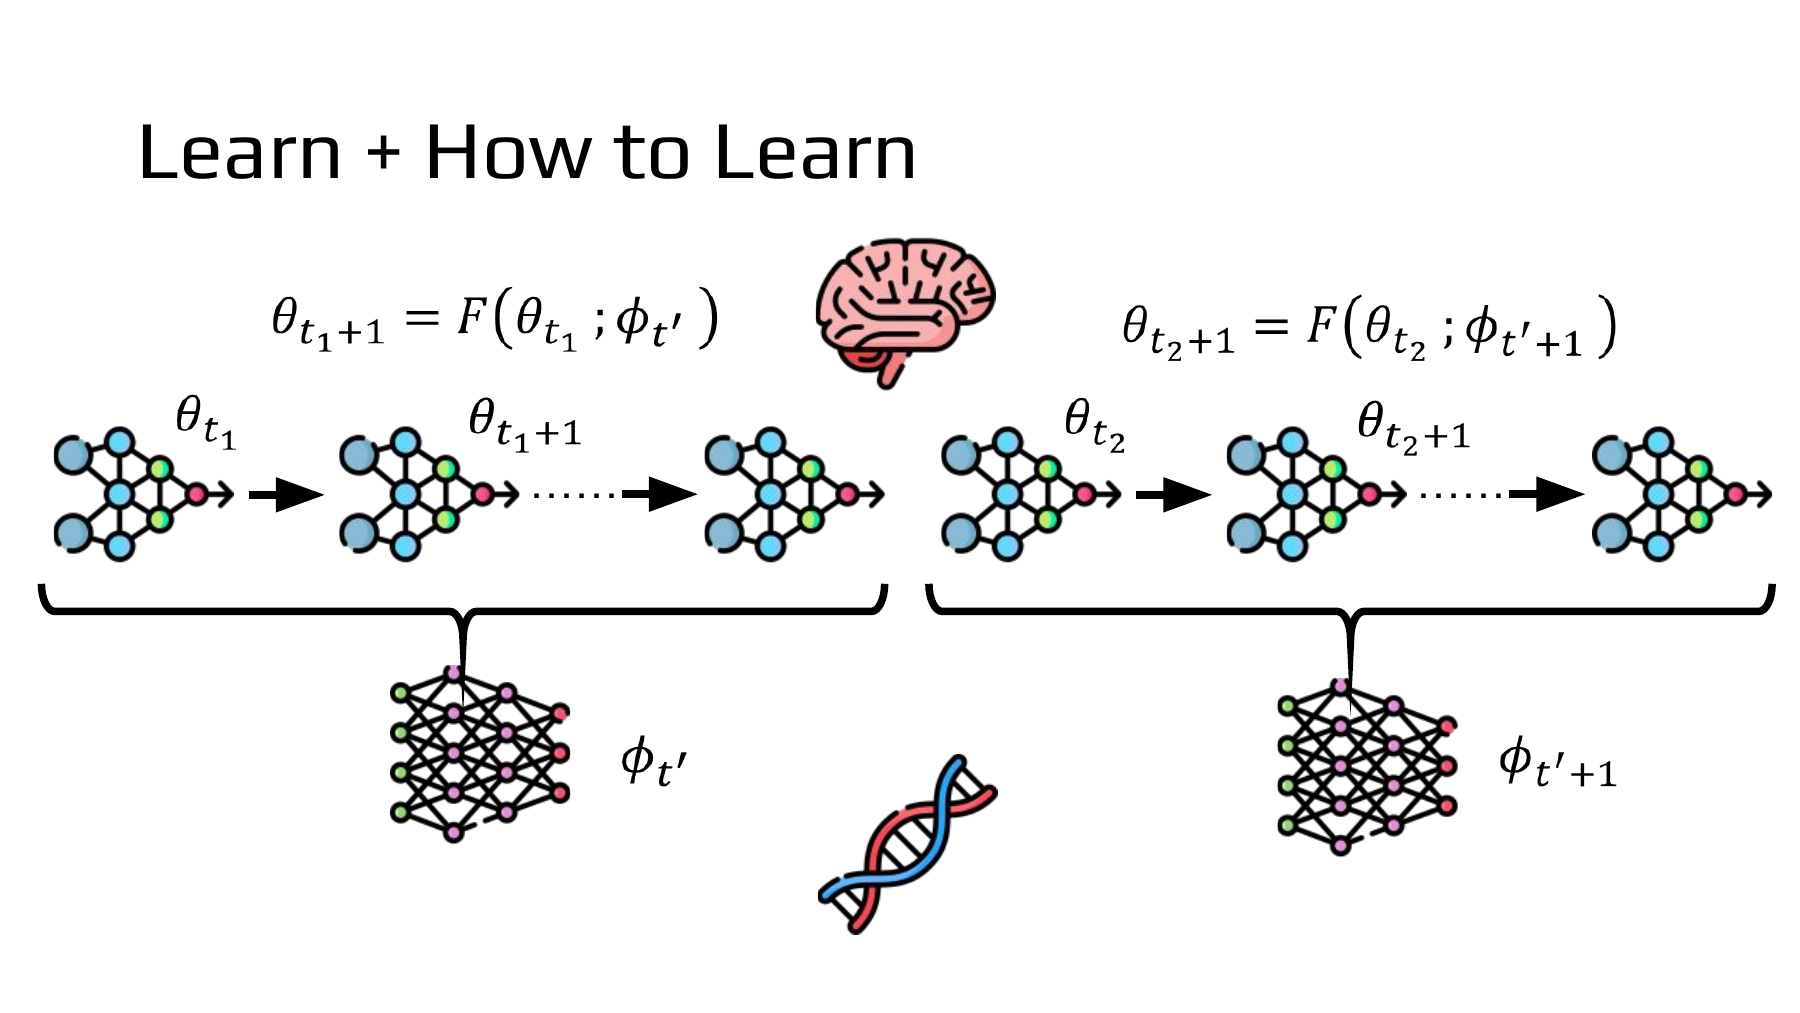 Learn + How to Learn
θ_{t_1+1} = F(θ_{t_1} ; ϕ_{t′})
θ_{t_2+1} = F(θ_{t_2} ; ϕ_{t′+1})
θ_{t_1}
θ_{t_1+1}
......
θ_{t_2}
θ_{t_2+1}
......
ϕ_{t′}
ϕ_{t′+1}